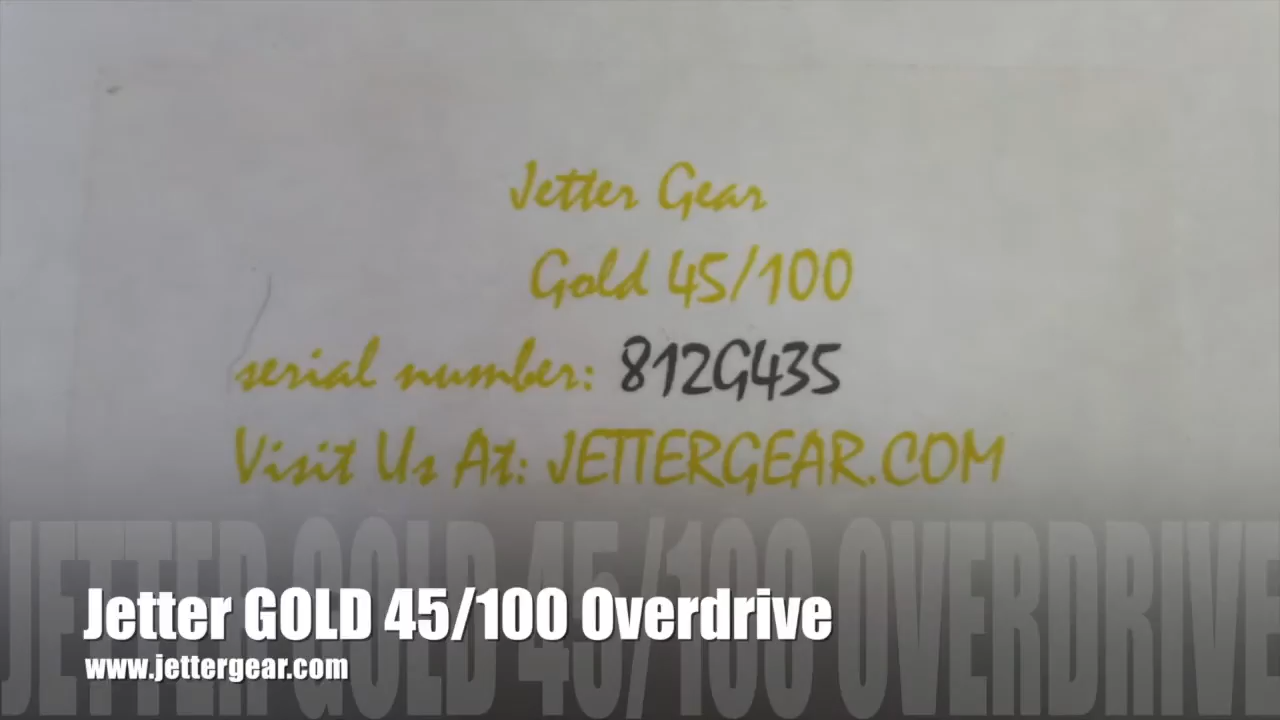 Jetter Gear
Gold 45/100
serial number: 812G435
Visit Us At: JETTERGEAR.COM
JETTER GOLD 45/100 OVERDRIVE
Jetter GOLD 45/100 Overdrive
www.jettergear.com